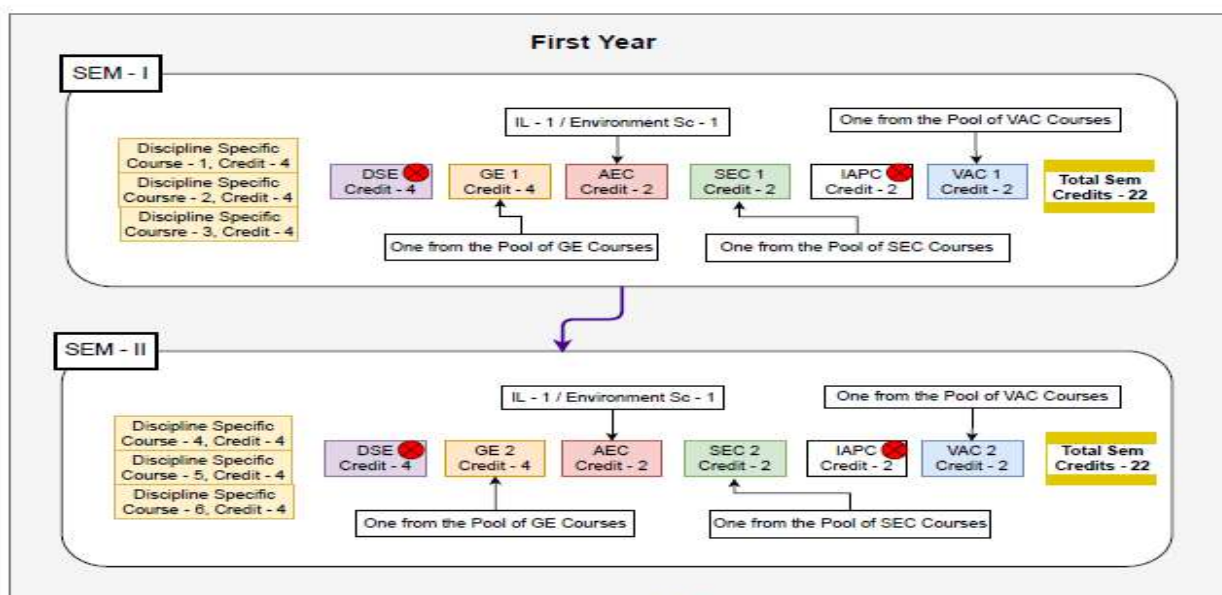 First Year
SEM - I
IL - 1 / Environment Sc - 1
One from the Pool of VAC Courses
Discipline Specific
Course - 1, Credit - 4
Discipline Specific
Coursre - 2, Credit - 4
Discipline Specific
Coursre - 3, Credit - 4
DSE
Credit - 4
GE 1
Credit - 4
AEC
Credit - 2
SEC 1
Credit - 2
IAPC
Credit - 2
VAC 1
Credit - 2
Total Sem
Credits - 22
One from the Pool of GE Courses
One from the Pool of SEC Courses
SEM - II
IL - 1 / Environment Sc - 1
One from the Pool of VAC Courses
Discipline Specific
Course - 4, Credit - 4
Discipline Specific
Course - 5, Credit - 4
Discipline Specific
Course - 6, Credit - 4
DSE
Credit - 4
GE 2
Credit - 4
AEC
Credit - 2
SEC 2
Credit - 2
IAPC
Credit - 2
VAC 2
Credit - 2
Total Sem
Credits - 22
One from the Pool of GE Courses
One from the Pool of SEC Courses